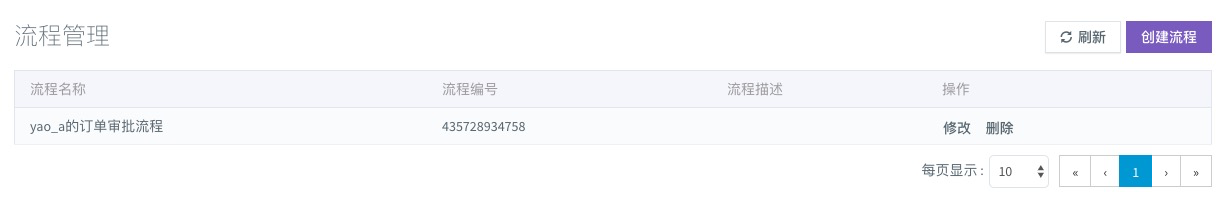 流程管理
刷新 创建流程
流程名称 流程编号 流程描述 操作
yao_a的订单审批流程 435728934758 修改 删除
每页显示 : 10 « ‹ 1 › »